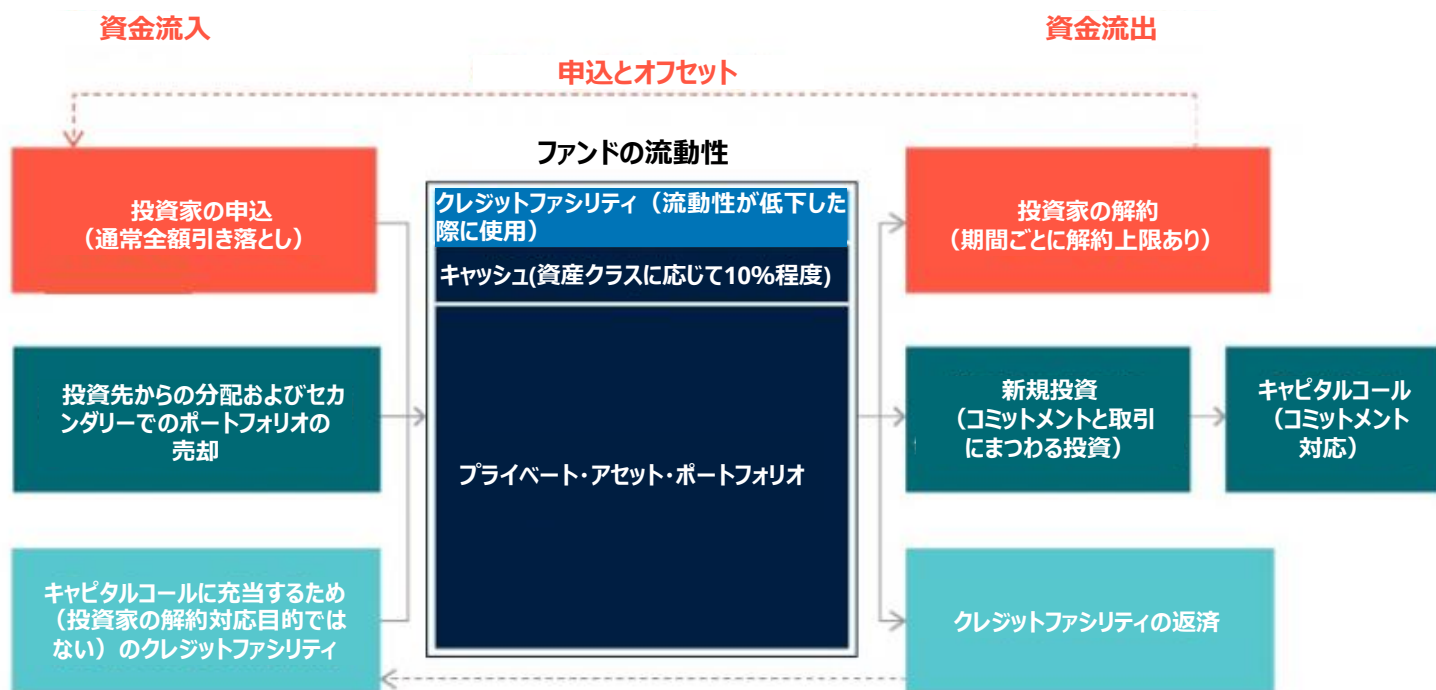 資金流入
資金流出
申込とオフセット
ファンドの流動性
投資家の申込
（通常全額引き落とし）
投資先からの分配およびセカ
ンダリーでのポートフォリオの
売却
キャピタルコールに充当するため
（投資家の解約対応目的では
ない）のクレジットファシリティ
クレジットファシリティ（流動性が低下した
際に使用）
キャッシュ(資産クラスに応じて10%程度)
プライベート・アセット・ポートフォリオ
投資家の解約
（期間ごとに解約上限あり）
新規投資
（コミットメントと取引
にまつわる投資）
キャピタルコール
（コミットメント
対応）
クレジットファシリティの返済